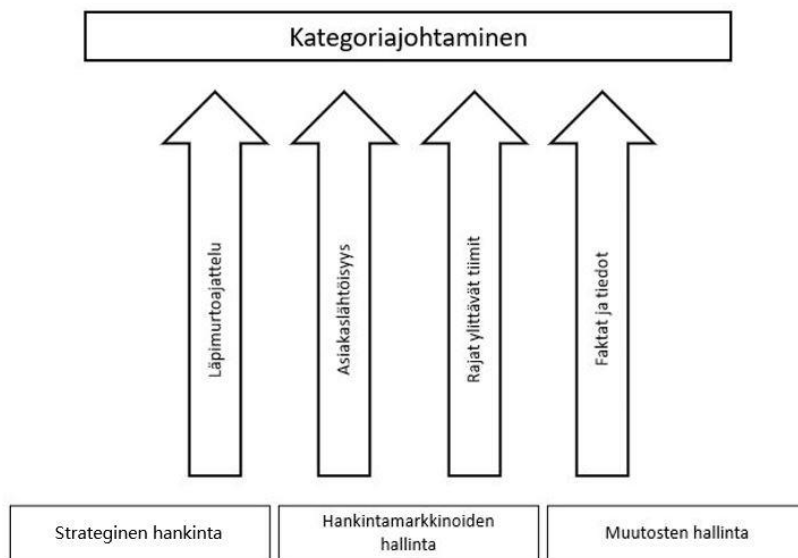 Kategoriajohtaminen
Läpimurtoajattelu
Asiakaslähtöisyys
Rajat ylittävät tiimit
Faktat ja tiedot
Strateginen hankinta
Hankintamarkkinoiden
hallinta
Muutosten hallinta